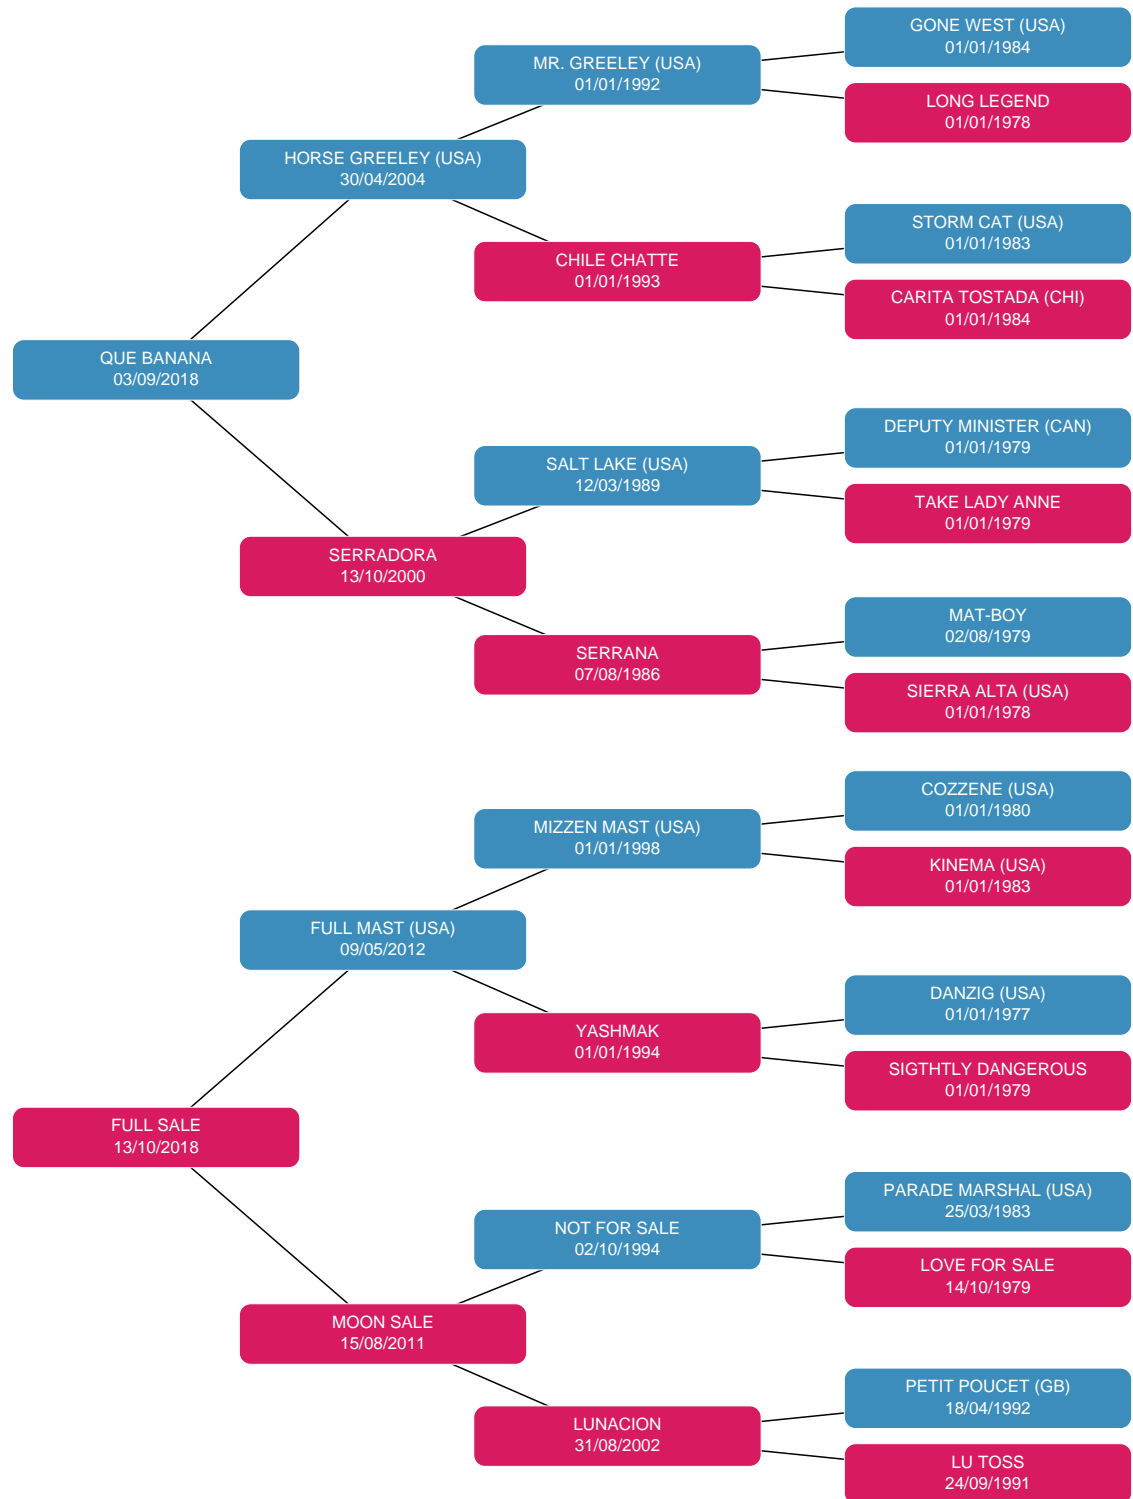 GONE WEST (USA)
01/01/1984
MR. GREELEY (USA)
01/01/1992
LONG LEGEND
01/01/1978
HORSE GREELEY (USA)
30/04/2004
STORM CAT (USA)
01/01/1983
CHILE CHATTE
01/01/1993
CARITA TOSTADA (CHI)
01/01/1984
QUE BANANA
03/09/2018
DEPUTY MINISTER (CAN)
01/01/1979
SALT LAKE (USA)
12/03/1989
TAKE LADY ANNE
01/01/1979
SERRADORA
13/10/2000
MAT-BOY
02/08/1979
SERRANA
07/08/1986
SIERRA ALTA (USA)
01/01/1978
COZZENE (USA)
01/01/1980
MIZZEN MAST (USA)
01/01/1998
KINEMA (USA)
01/01/1983
FULL MAST (USA)
09/05/2012
DANZIG (USA)
01/01/1977
YASHMAK
01/01/1994
SIGTHTLY DANGEROUS
01/01/1979
FULL SALE
13/10/2018
PARADE MARSHAL (USA)
25/03/1983
NOT FOR SALE
02/10/1994
LOVE FOR SALE
14/10/1979
MOON SALE
15/08/2011
PETIT POUCET (GB)
18/04/1992
LUNACION
31/08/2002
LU TOSS
24/09/1991